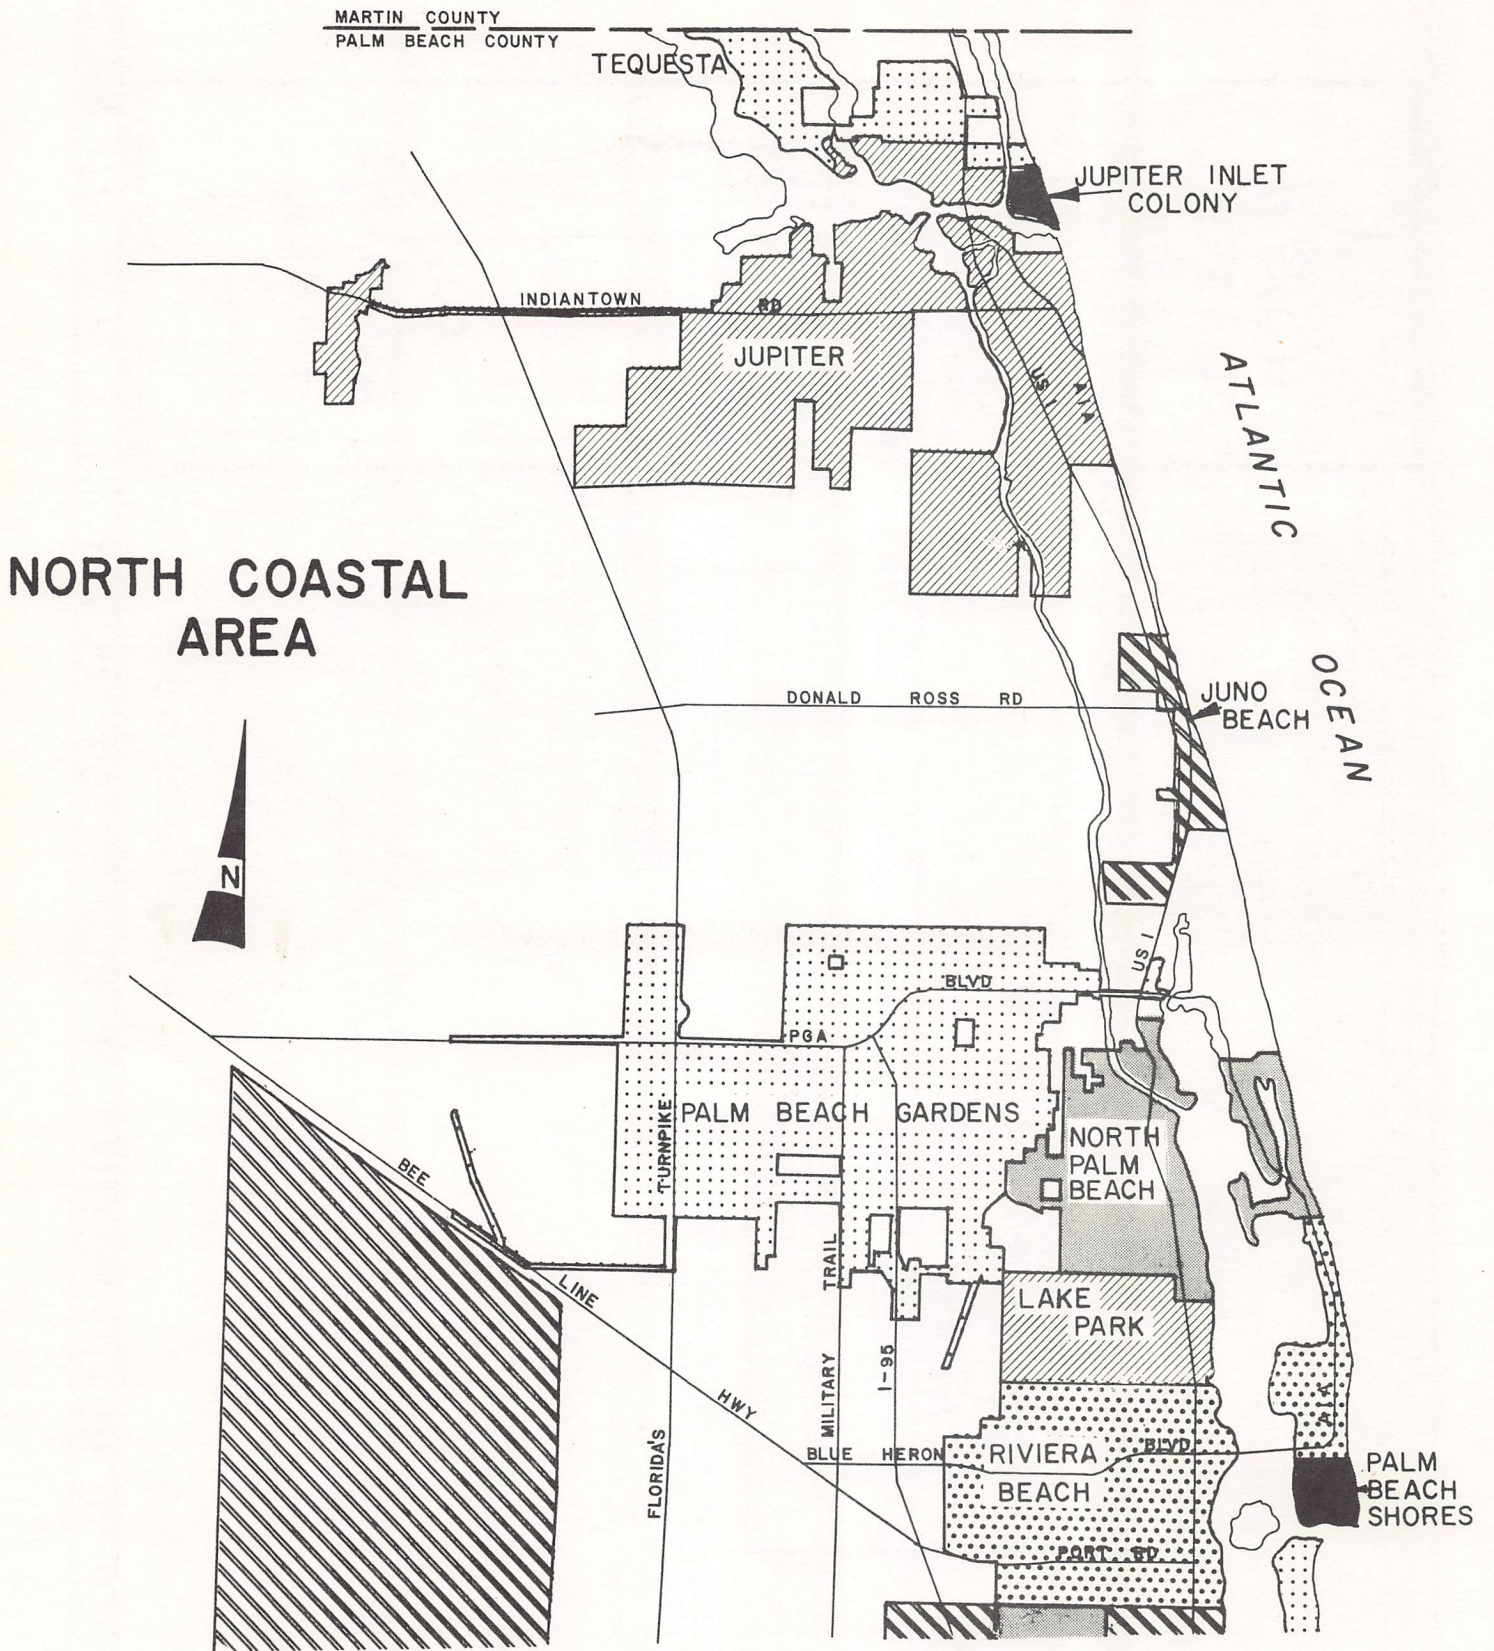 MARTIN COUNTY
PALM BEACH COUNTY
TEQUESTA
JUPITER INLET
COLONY
INDIANTOWN RD
JUPITER
US 1
A1A
ATLANTIC
OCEAN
NORTH COASTAL
AREA
DONALD ROSS RD
JUNO
BEACH
N
US 1
BLVD
PGA
PALM BEACH GARDENS
TURNPIKE
NORTH
PALM
BEACH
BEE
LINE
HWY
TRAIL
MILITARY
I-95
LAKE
PARK
A1A
FLORIDA'S
BLUE HERON BLVD
RIVIERA
BEACH
PALM
BEACH
SHORES
PORT RD